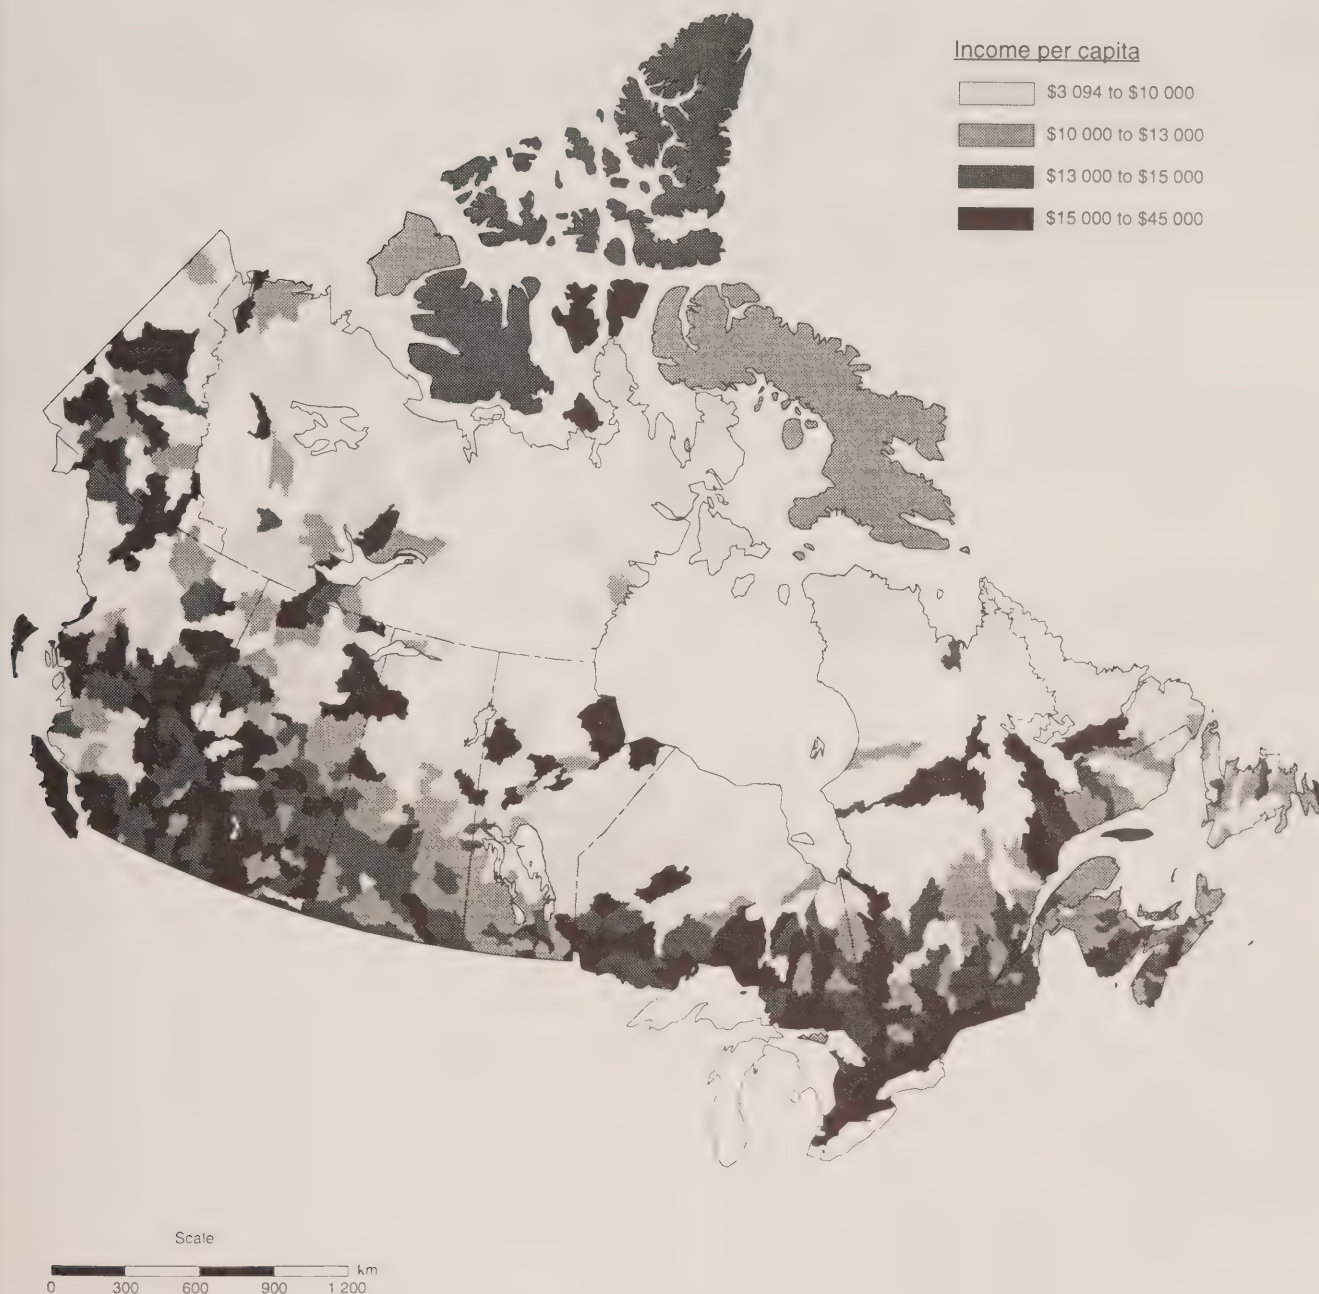 Income per capita
$3 094 to $10 000
$10 000 to $13 000
$13 000 to $15 000
$15 000 to $45 000
Scale
km
0 300 600 900 1 200